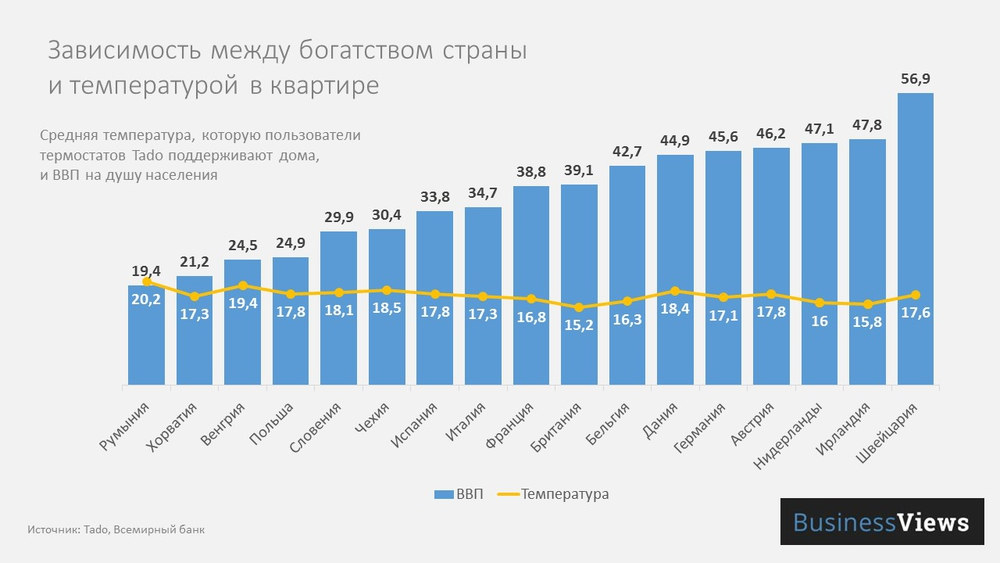 Зависимость между богатством страны
и температурой в квартире
Средняя температура, которую пользователи
термостатов Tado поддерживают дома,
и ВВП на душу населения
19,4 21,2 24,5 24,9 29,9 30,4 33,8 34,7 38,8 39,1 42,7 44,9 45,6 46,2 47,1 47,8 56,9
20,2 17,3 19,4 17,8 18,1 18,5 17,8 17,3 16,8 15,2 16,3 18,4 17,1 17,8 16 15,8 17,6
Румыния Хорватия Венгрия Польша Словения Чехия Испания Италия Франция Британия Бельгия Дания Германия Австрия Нидерланды Ирландия Швейцария
ВВП Температура
Источник: Tado, Всемирный банк
BusinessViews